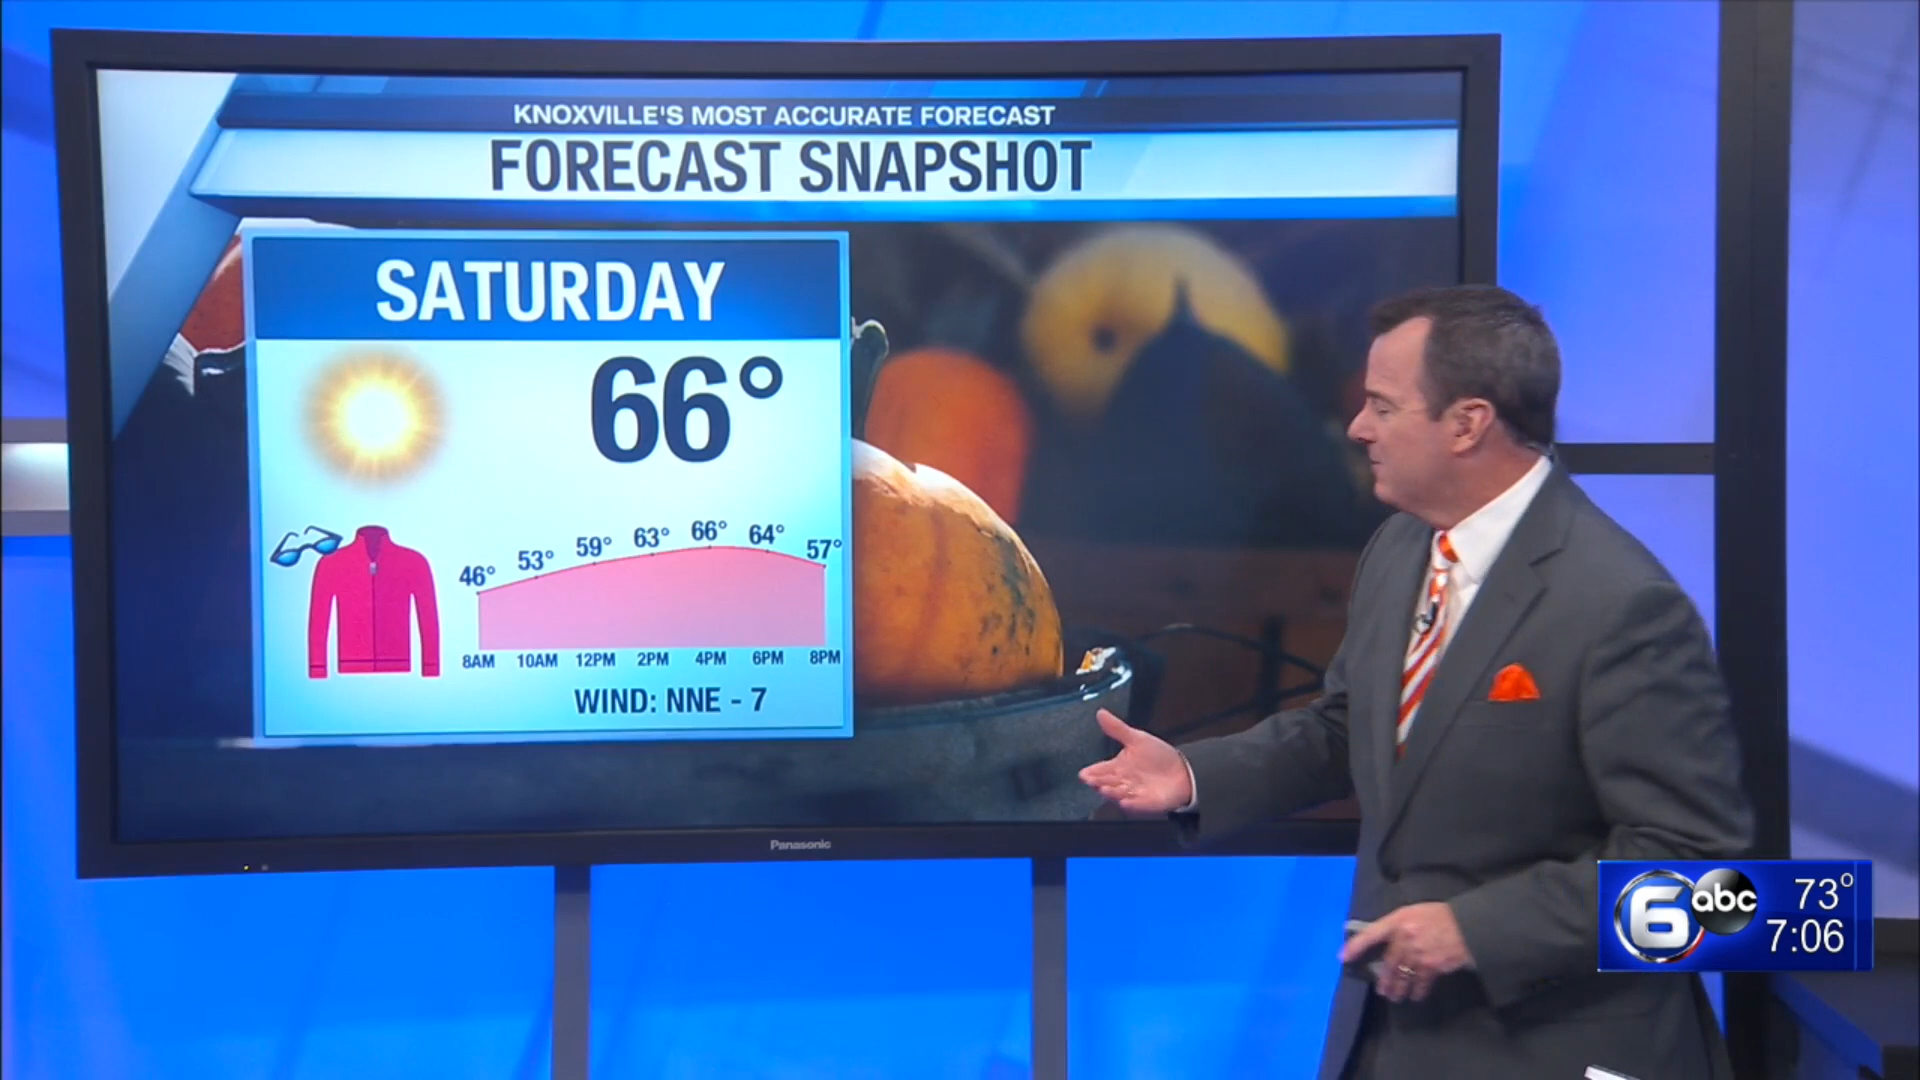 KNOXVILLE'S MOST ACCURATE FORECAST
FORECAST SNAPSHOT
SATURDAY
66°
46° 53° 59° 63° 66° 64° 57°
8AM 10AM 12PM 2PM 4PM 6PM 8PM
WIND: NNE - 7
Panasonic
6 abc 73°
7:06